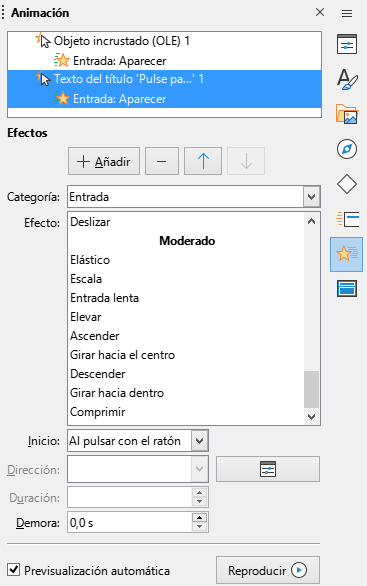 Animación
Objeto incrustado (OLE) 1
Entrada: Aparecer
Texto del título 'Pulse pa...' 1
Entrada: Aparecer
Efectos
Añadir
Categoría: Entrada
Efecto: Deslizar
Moderado
Elástico
Escala
Entrada lenta
Elevar
Ascender
Girar hacia el centro
Descender
Girar hacia dentro
Comprimir
Inicio: Al pulsar con el ratón
Dirección:
Duración:
Demora: 0,0 s
Previsualización automática
Reproducir